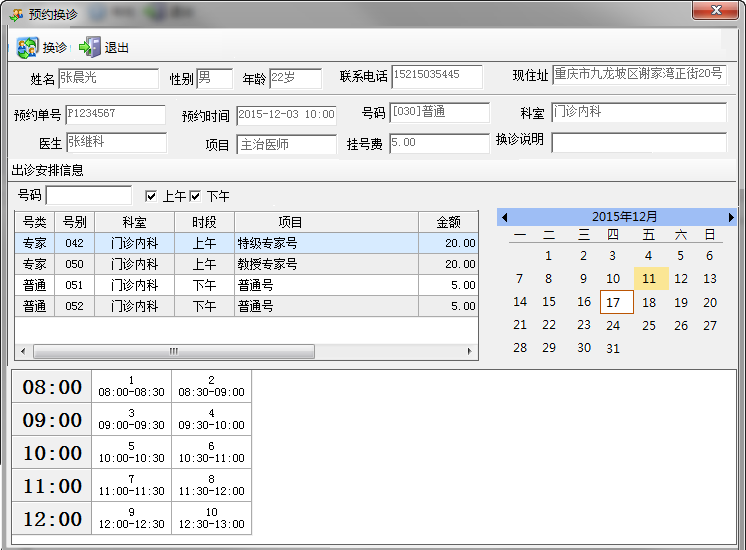 预约换诊
换诊 退出
姓名 张晨光 性别 男 年龄 22岁 联系电话 15215035445 现住址 重庆市九龙坡区谢家湾正街20号
预约单号 P1234567 预约时间 2015-12-03 10:00 号码 [030]普通 科室 门诊内科
医生 张继科 项目 主治医师 挂号费 5.00 换诊说明
出诊安排信息
号码 上午 下午
号类 号别 科室 时段 项目 金额
专家 042 门诊内科 上午 特级专家号 20.00
专家 050 门诊内科 上午 教授专家号 20.00
普通 051 门诊内科 下午 普通号 5.00
普通 052 门诊内科 下午 普通号 5.00
2015年12月
一 二 三 四 五 六 日
1 2 3 4 5 6
7 8 9 10 11 12 13
14 15 16 17 18 19 20
21 22 23 24 25 26 27
28 29 30 31
08:00 1 08:00-08:30 2 08:30-09:00
09:00 3 09:00-09:30 4 09:30-10:00
10:00 5 10:00-10:30 6 10:30-11:00
11:00 7 11:00-11:30 8 11:30-12:00
12:00 9 12:00-12:30 10 12:30-13:00